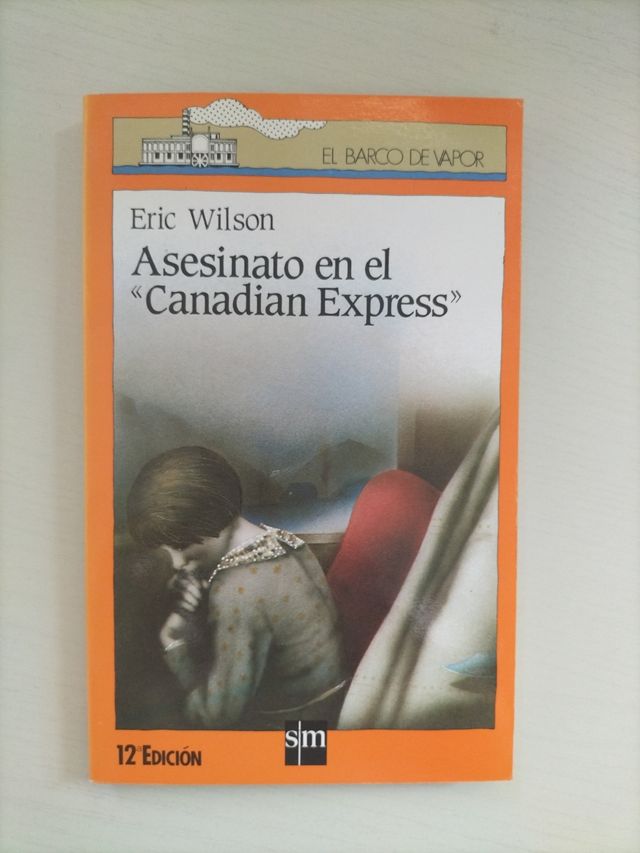 EL BARCO DE VAPOR
Eric Wilson
Asesinato en el
«Canadian Express»
sm
12ª EDICIÓN